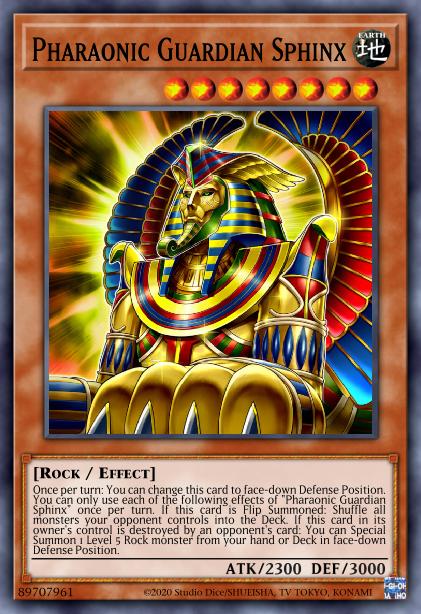 PHARAONIC GUARDIAN SPHINX
EARTH
地
[ROCK / EFFECT]
Once per turn: You can change this card to face-down Defense Position.
You can only use each of the following effects of "Pharaonic Guardian
Sphinx" once per turn. If this card is Flip Summoned: Shuffle all
monsters your opponent controls into the Deck. If this card in its
owner's control is destroyed by an opponent's card: You can Special
Summon 1 Level 5 Rock monster from your hand or Deck in face-down
Defense Position.
ATK/2300 DEF/3000
89707961
©2020 Studio Dice/SHUEISHA, TV TOKYO, KONAMI